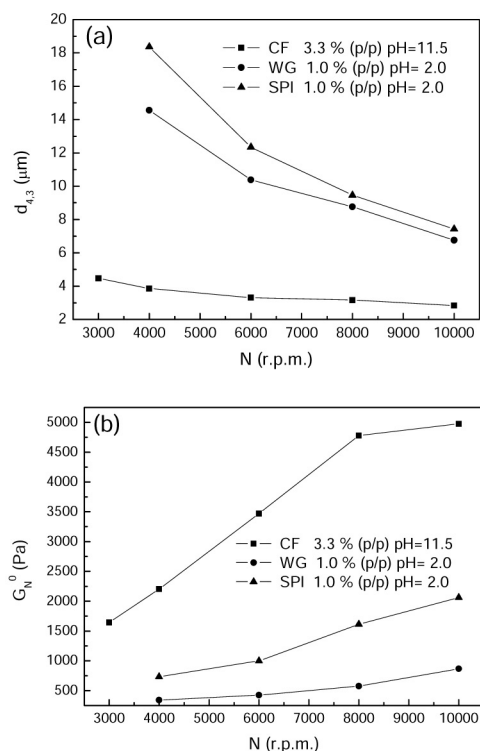 (a)
20
18
16
14
12
10
8
6
4
2
d4,3 (μm)
CF 3.3 % (p/p) pH=11.5
WG 1.0 % (p/p) pH= 2.0
SPI 1.0 % (p/p) pH= 2.0
3000 4000 5000 6000 7000 8000 9000 10000
N (r.p.m.)
(b)
5000
4500
4000
3500
3000
2500
2000
1500
1000
500
GN0 (Pa)
CF 3.3 % (p/p) pH=11.5
WG 1.0 % (p/p) pH= 2.0
SPI 1.0 % (p/p) pH= 2.0
3000 4000 5000 6000 7000 8000 9000 10000
N (r.p.m.)